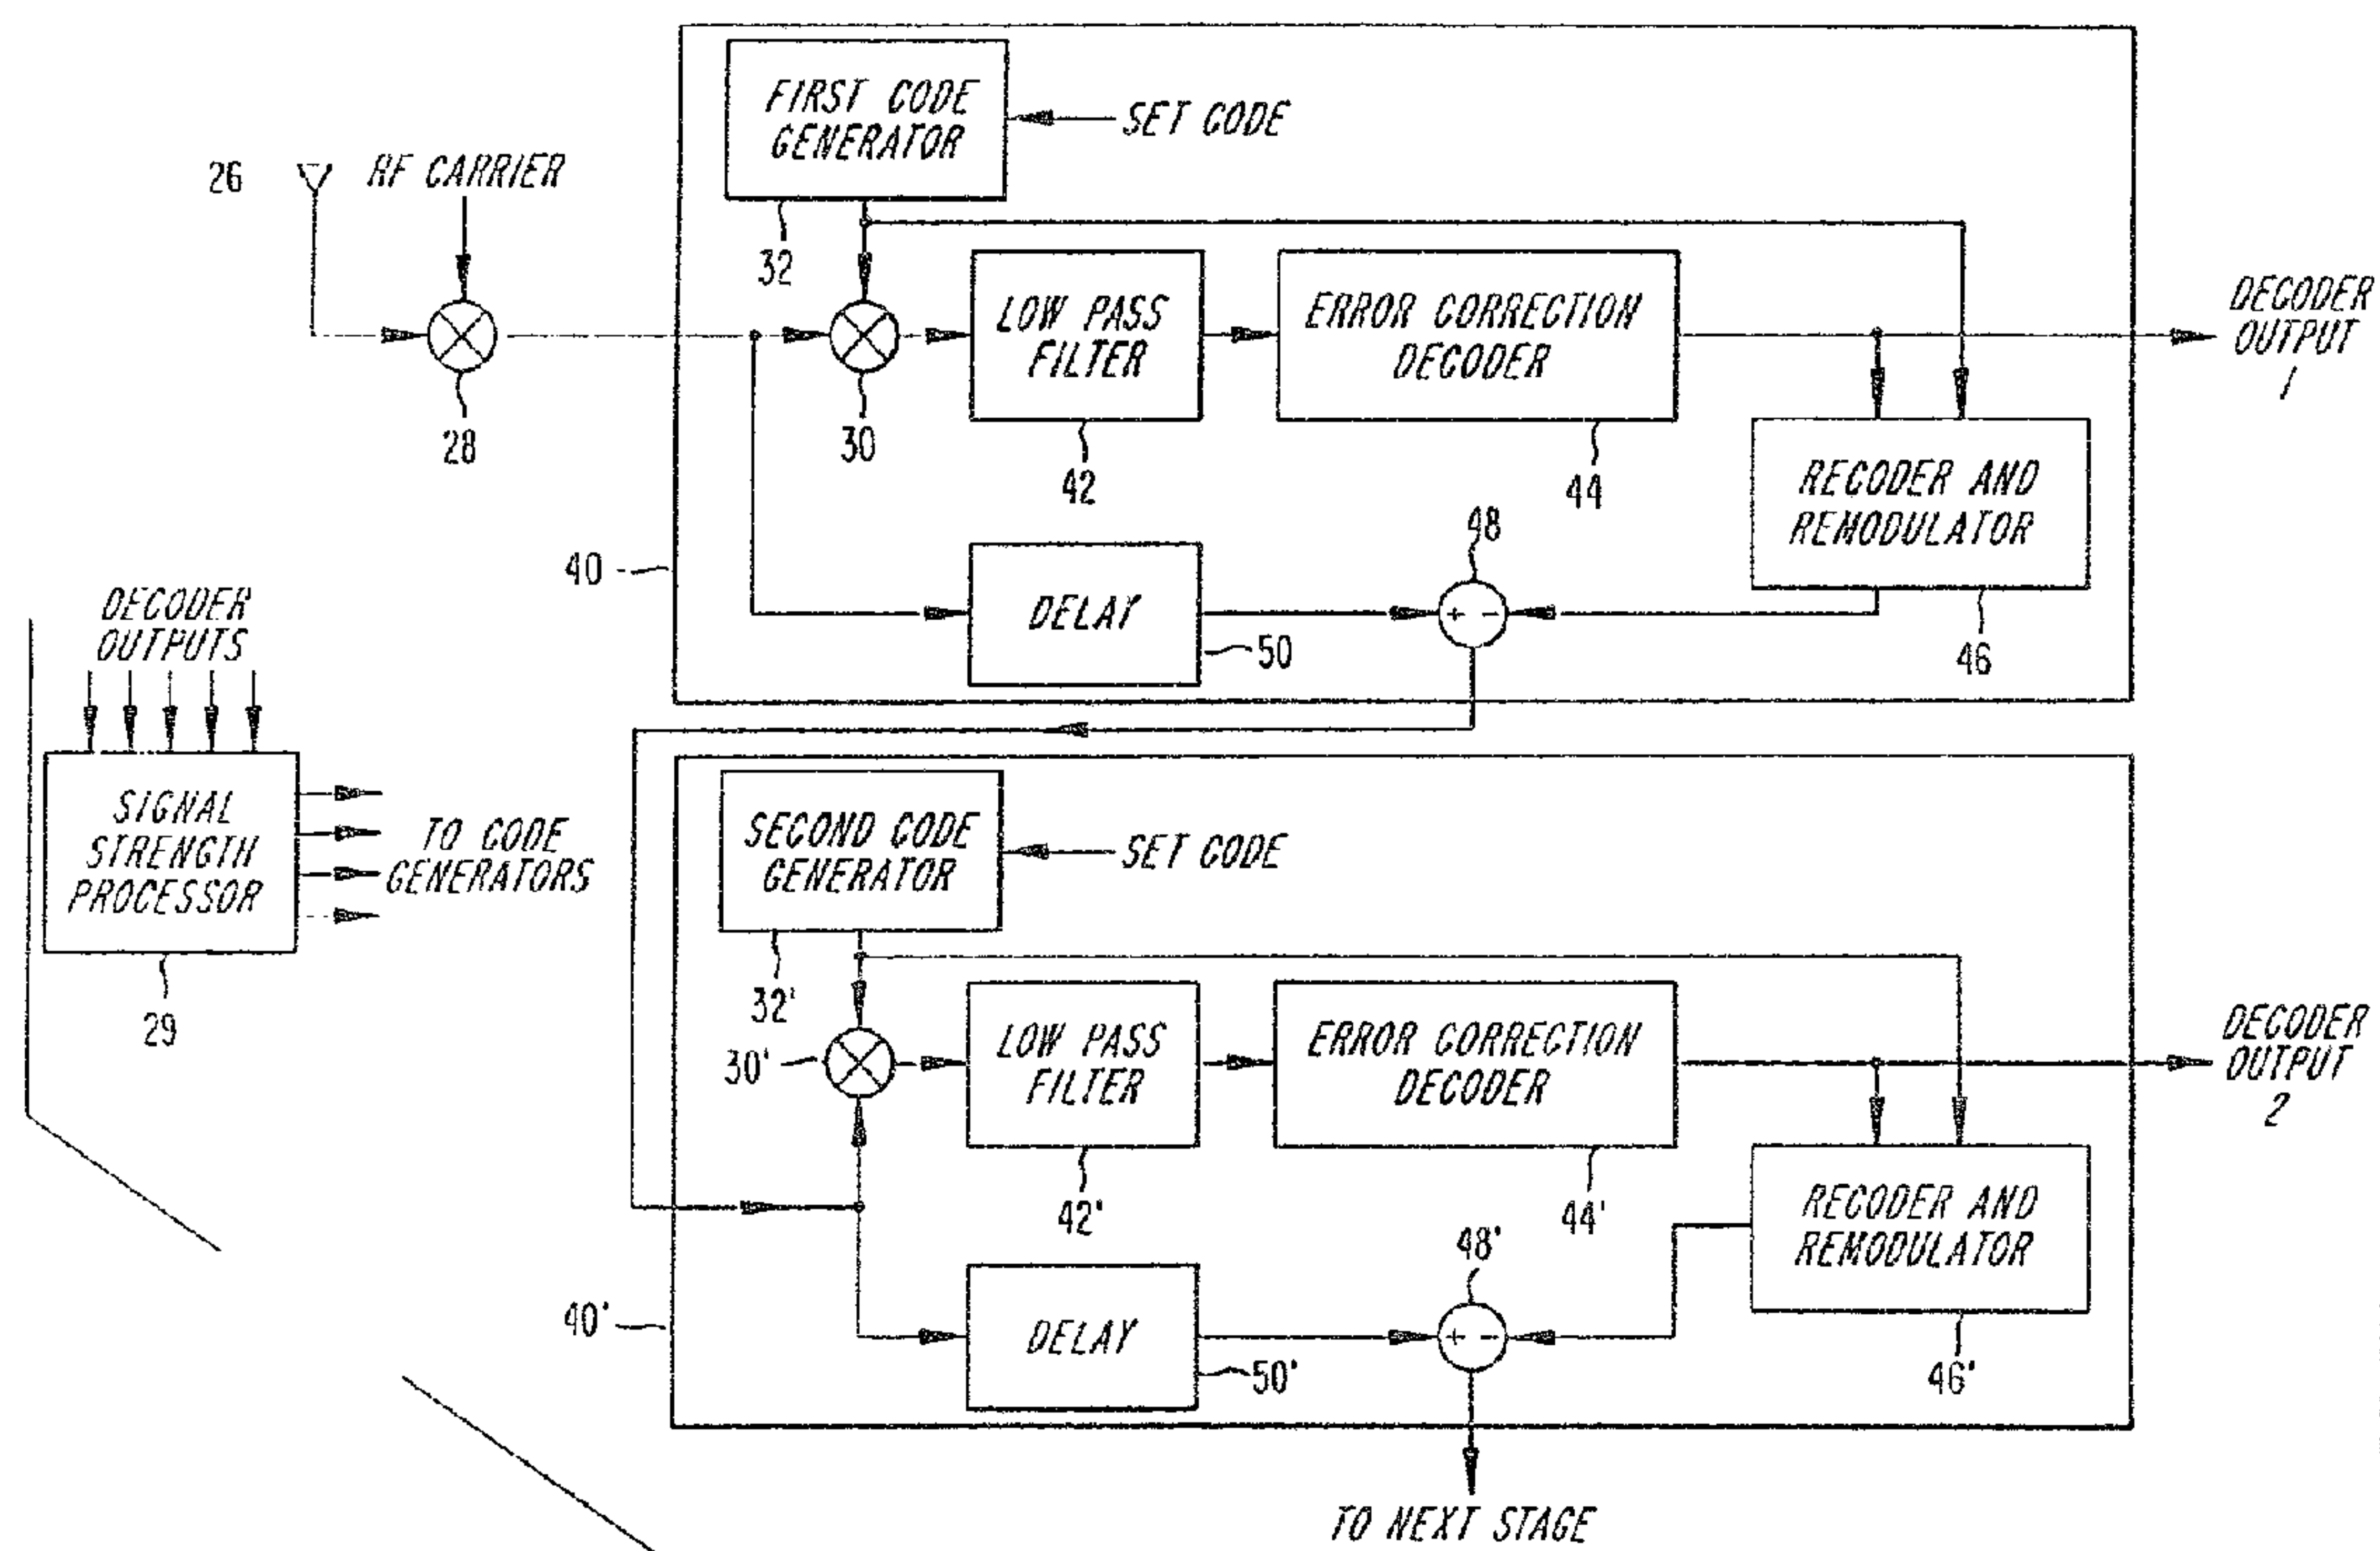 FIRST CODE
GENERATOR
SET CODE
26
RF CARRIER
32
LOW PASS
FILTER
ERROR CORRECTION
DECODER
DECODER
OUTPUT
1
28
30
42
44
RECODER AND
REMODULATOR
48
40
DELAY
50
46
DECODER
OUTPUTS
SIGNAL
STRENGTH
PROCESSOR
TO CODE
GENERATORS
29
SECOND CODE
GENERATOR
SET CODE
32'
30'
LOW PASS
FILTER
ERROR CORRECTION
DECODER
DECODER
OUTPUT
2
42'
44'
RECODER AND
REMODULATOR
48'
40'
DELAY
50'
46'
+ -
+ -
TO NEXT STAGE